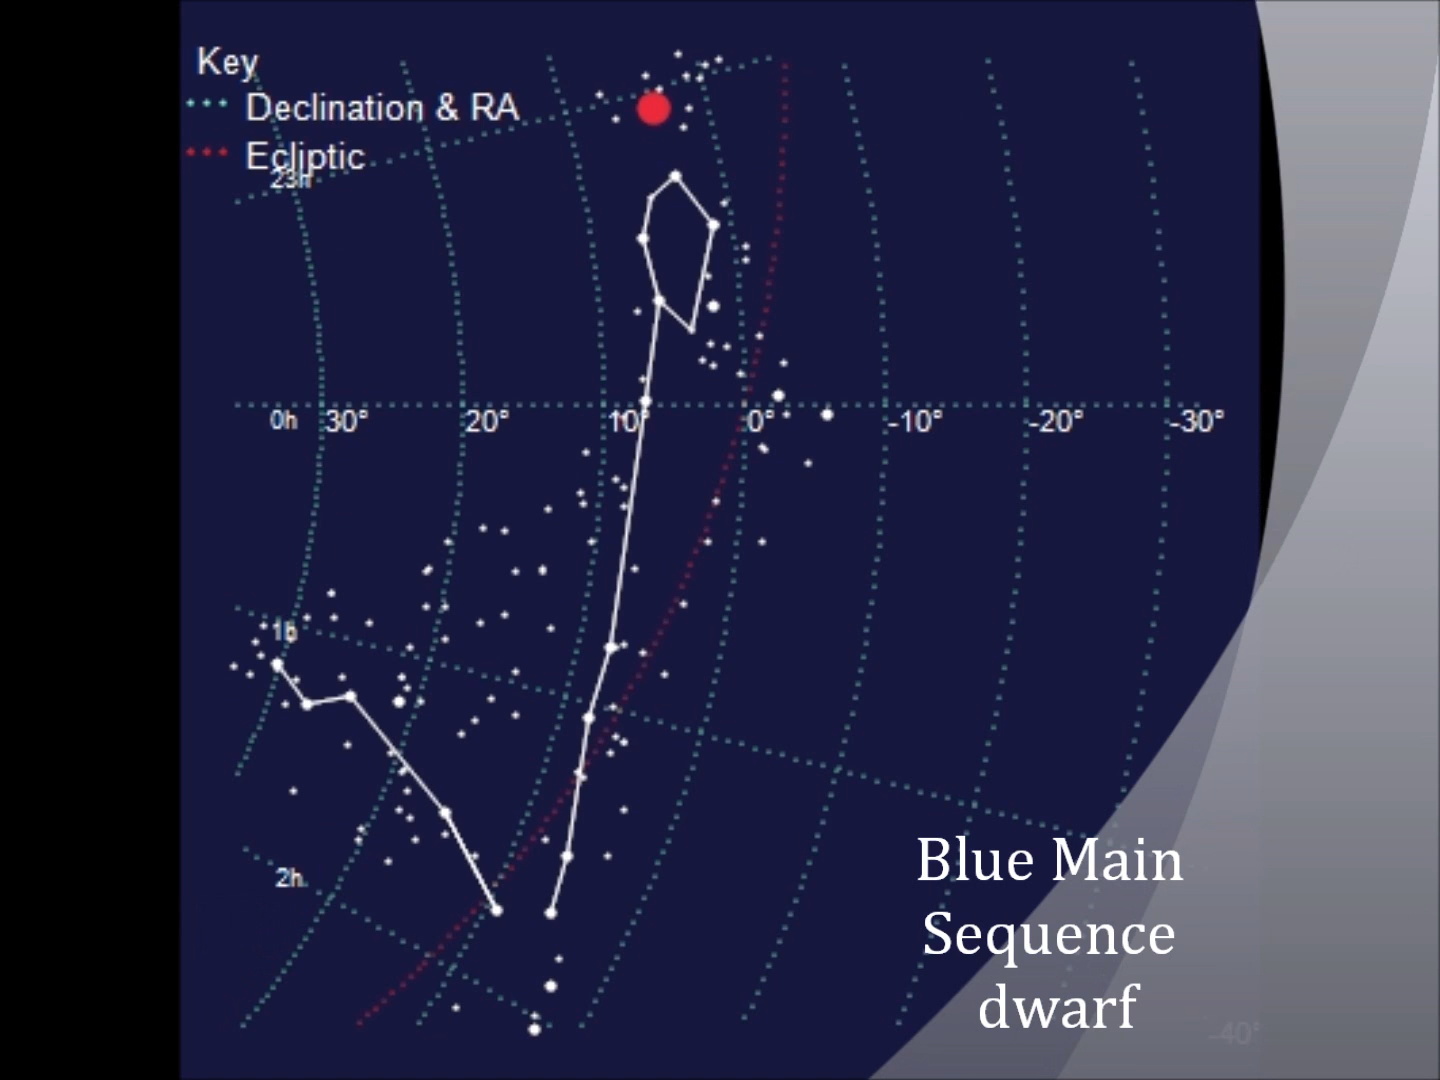 Key
Declination & RA
Ecliptic
23h
0h 30° 20° 10° 0° -10° -20° -30°
1h
2h
Blue Main
Sequence
dwarf
-40°